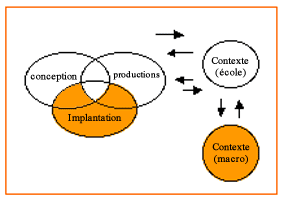 conception
productions
Implantation
Contexte
(école)
Contexte
(macro)